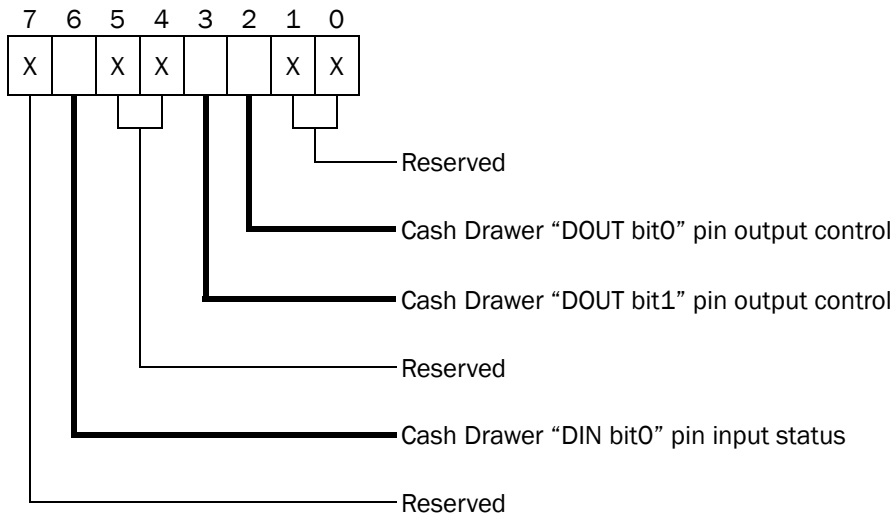 7 6 5 4 3 2 1 0
X X X X X
Reserved
Cash Drawer “DOUT bit0” pin output control
Cash Drawer “DOUT bit1” pin output control
Reserved
Cash Drawer “DIN bit0” pin input status
Reserved